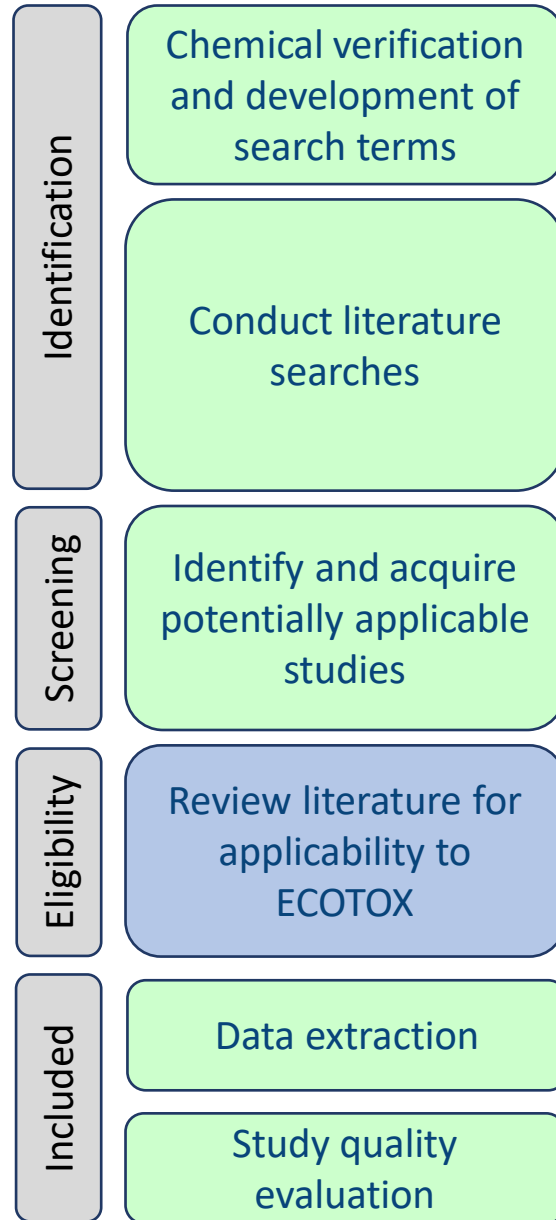 Identification
Chemical verification
and development of
search terms
Conduct literature
searches
Screening
Identify and acquire
potentially applicable
studies
Eligibility
Review literature for
applicability to
ECOTOX
Included
Data extraction
Study quality
evaluation